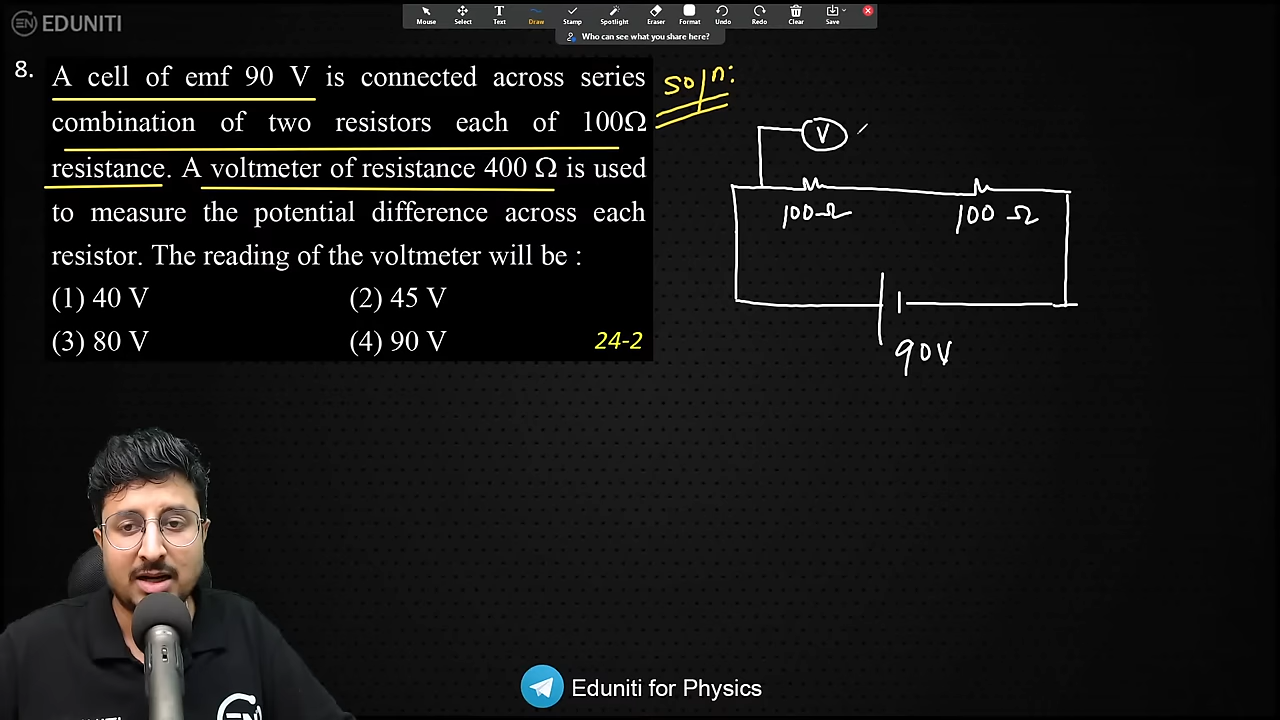 EDUNITI
Mouse Select Text Draw Stamp Spotlight Eraser Format Undo Redo Clear Save
Who can see what you share here?
8. A cell of emf 90 V is connected across series
combination of two resistors each of 100Ω
resistance. A voltmeter of resistance 400 Ω is used
to measure the potential difference across each
resistor. The reading of the voltmeter will be :
(1) 40 V (2) 45 V
(3) 80 V (4) 90 V
24-2
Soln:
V
100Ω 100 Ω
90V
EN
Eduniti for Physics